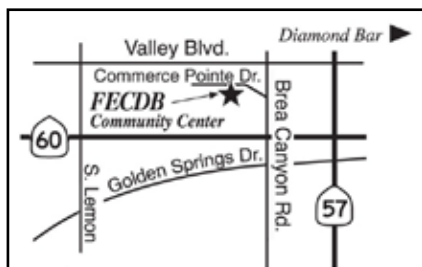 Diamond Bar
Valley Blvd.
Commerce Pointe Dr.
FECDB
Community Center
60
Golden Springs Dr.
S. Lemon
Brea Canyon Rd.
57